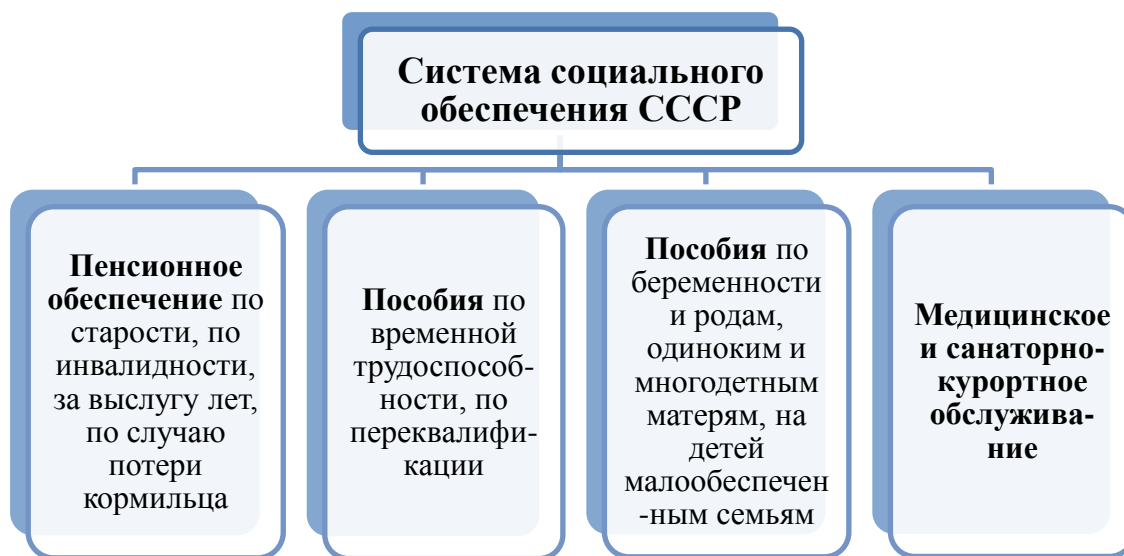 Система социального
обеспечения СССР
Пенсионное
обеспечение по
старости, по
инвалидности,
за выслугу лет,
по случаю
потери
кормильца
Пособия по
временной
трудоспособ-
ности, по
переквалифи-
кации
Пособия по
беременности
и родам,
одиноким и
многодетным
матерям, на
детей
малообеспечен
-ным семьям
Медицинское
и санаторно-
курортное
обслужива-
ние